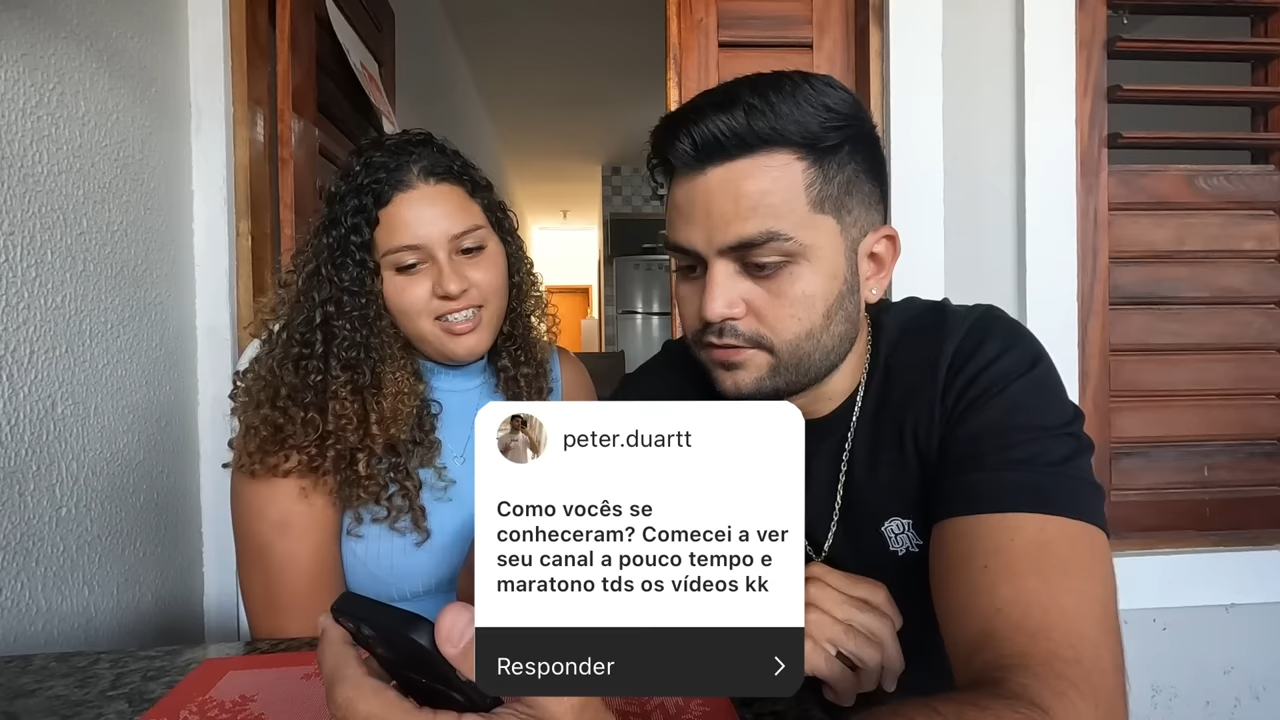 peter.duartt
Como vocês se
conheceram? Comecei a ver
seu canal a pouco tempo e
maratono tds os vídeos kk
Responder